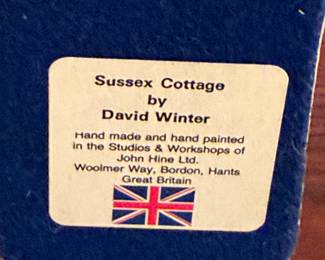 Sussex Cottage
by
David Winter
Hand made and hand painted
in the Studios & Workshops of
John Hine Ltd.
Woolmer Way, Bordon, Hants
Great Britain